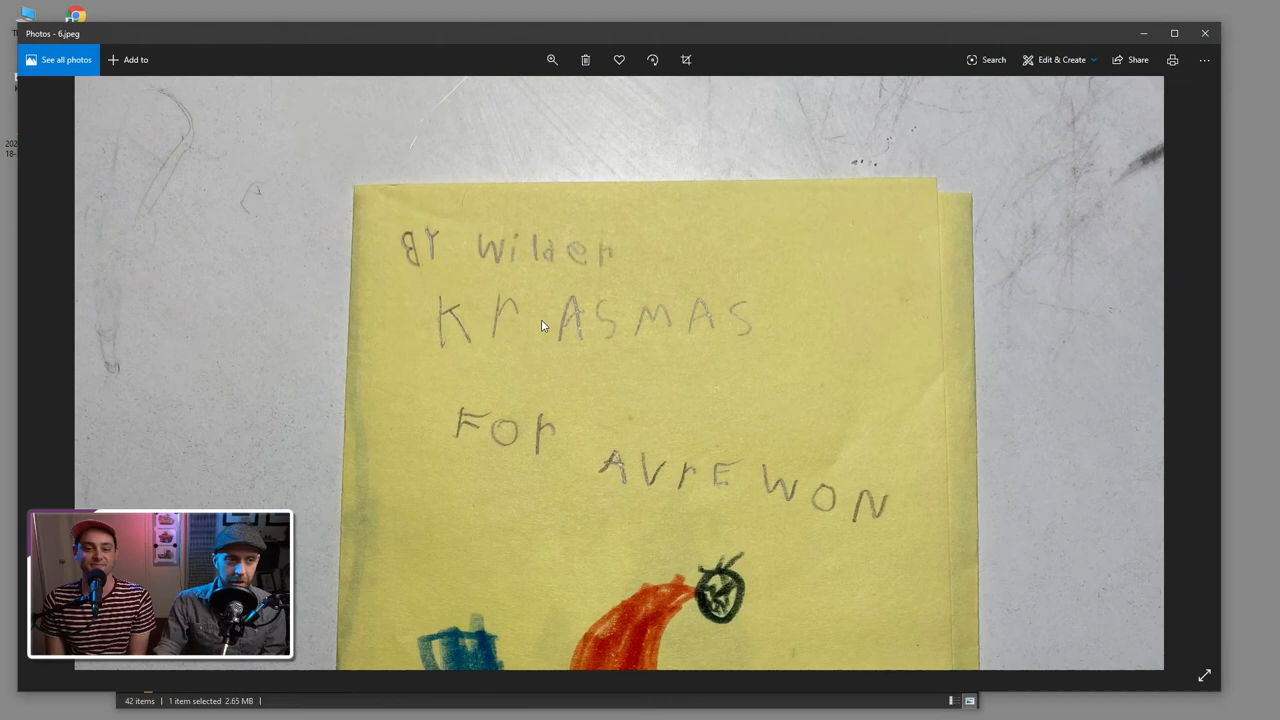 Photos - 6.jpeg
See all photos
Add to
Search
Edit & Create
Share
BY Wilder
KrASMAS
For
AVrEWON
42 items
1 item selected 2.65 MB